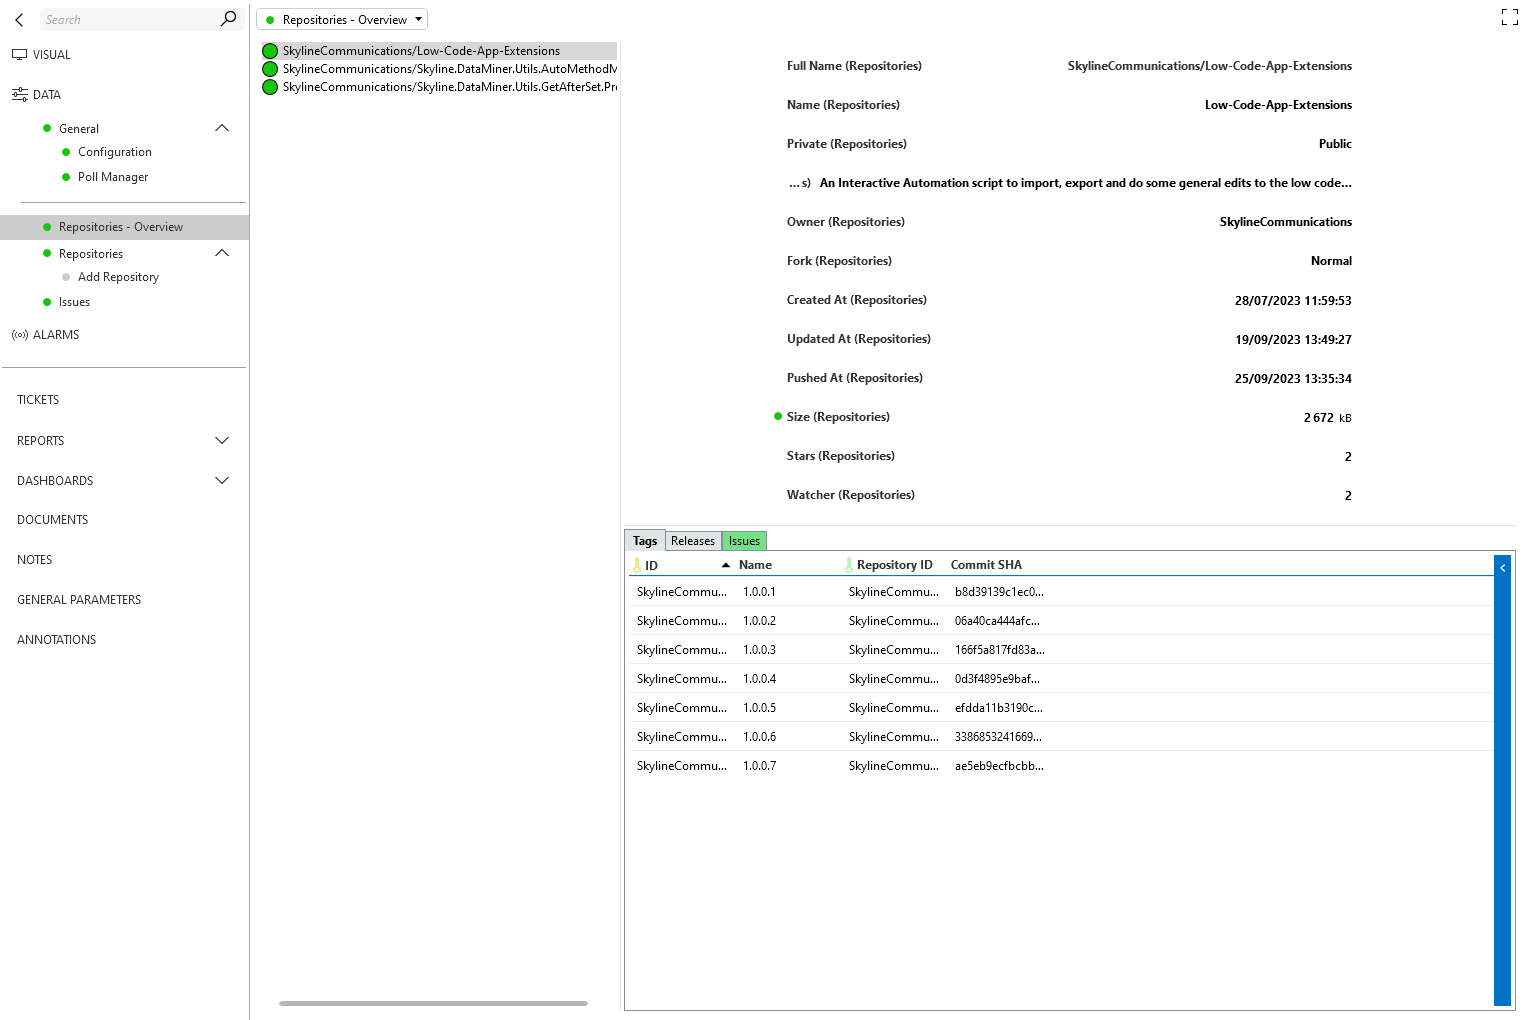 Search
VISUAL
DATA
General
Configuration
Poll Manager
Repositories - Overview
Repositories
Add Repository
Issues
ALARMS
TICKETS
REPORTS
DASHBOARDS
DOCUMENTS
NOTES
GENERAL PARAMETERS
ANNOTATIONS
Repositories - Overview
SkylineCommunications/Low-Code-App-Extensions
SkylineCommunications/Skyline.DataMiner.Utils.AutoMethodM
SkylineCommunications/Skyline.DataMiner.Utils.GetAfterSet.Pr
Full Name (Repositories) SkylineCommunications/Low-Code-App-Extensions
Name (Repositories) Low-Code-App-Extensions
Private (Repositories) Public
...s) An Interactive Automation script to import, export and do some general edits to the low code...
Owner (Repositories) SkylineCommunications
Fork (Repositories) Normal
Created At (Repositories) 28/07/2023 11:59:53
Updated At (Repositories) 19/09/2023 13:49:27
Pushed At (Repositories) 25/09/2023 13:35:34
Size (Repositories) 2 672 kB
Stars (Repositories) 2
Watcher (Repositories) 2
Tags Releases Issues
ID Name Repository ID Commit SHA
SkylineCommu... 1.0.0.1 SkylineCommu... b8d39139c1ec0...
SkylineCommu... 1.0.0.2 SkylineCommu... 06a40ca444afc...
SkylineCommu... 1.0.0.3 SkylineCommu... 166f5a817fd83a...
SkylineCommu... 1.0.0.4 SkylineCommu... 0d3f4895e9baf...
SkylineCommu... 1.0.0.5 SkylineCommu... efdda11b3190c...
SkylineCommu... 1.0.0.6 SkylineCommu... 3386853241669...
SkylineCommu... 1.0.0.7 SkylineCommu... ae5eb9ecfbcbb...